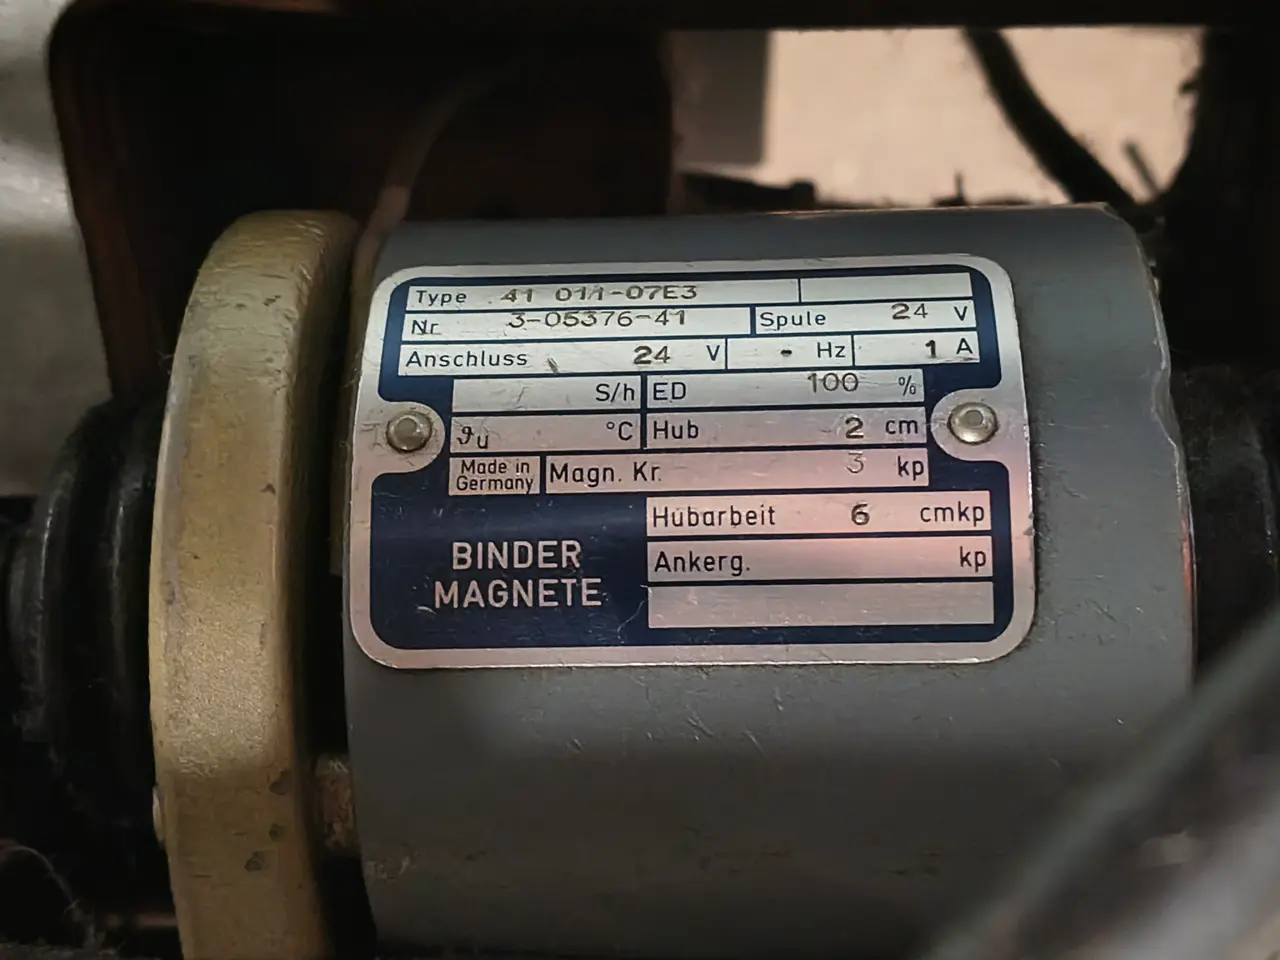 Type 41 011-07E3
Nr 3-05376-41 Spule 24 V
Anschluss 24 V - Hz 1 A
S/h ED 100 %
ϑu °C Hub 2 cm
Made in Germany Magn. Kr. 3 kp
Hubarbeit 6 cmkp
BINDER Ankerg. kp
MAGNETE